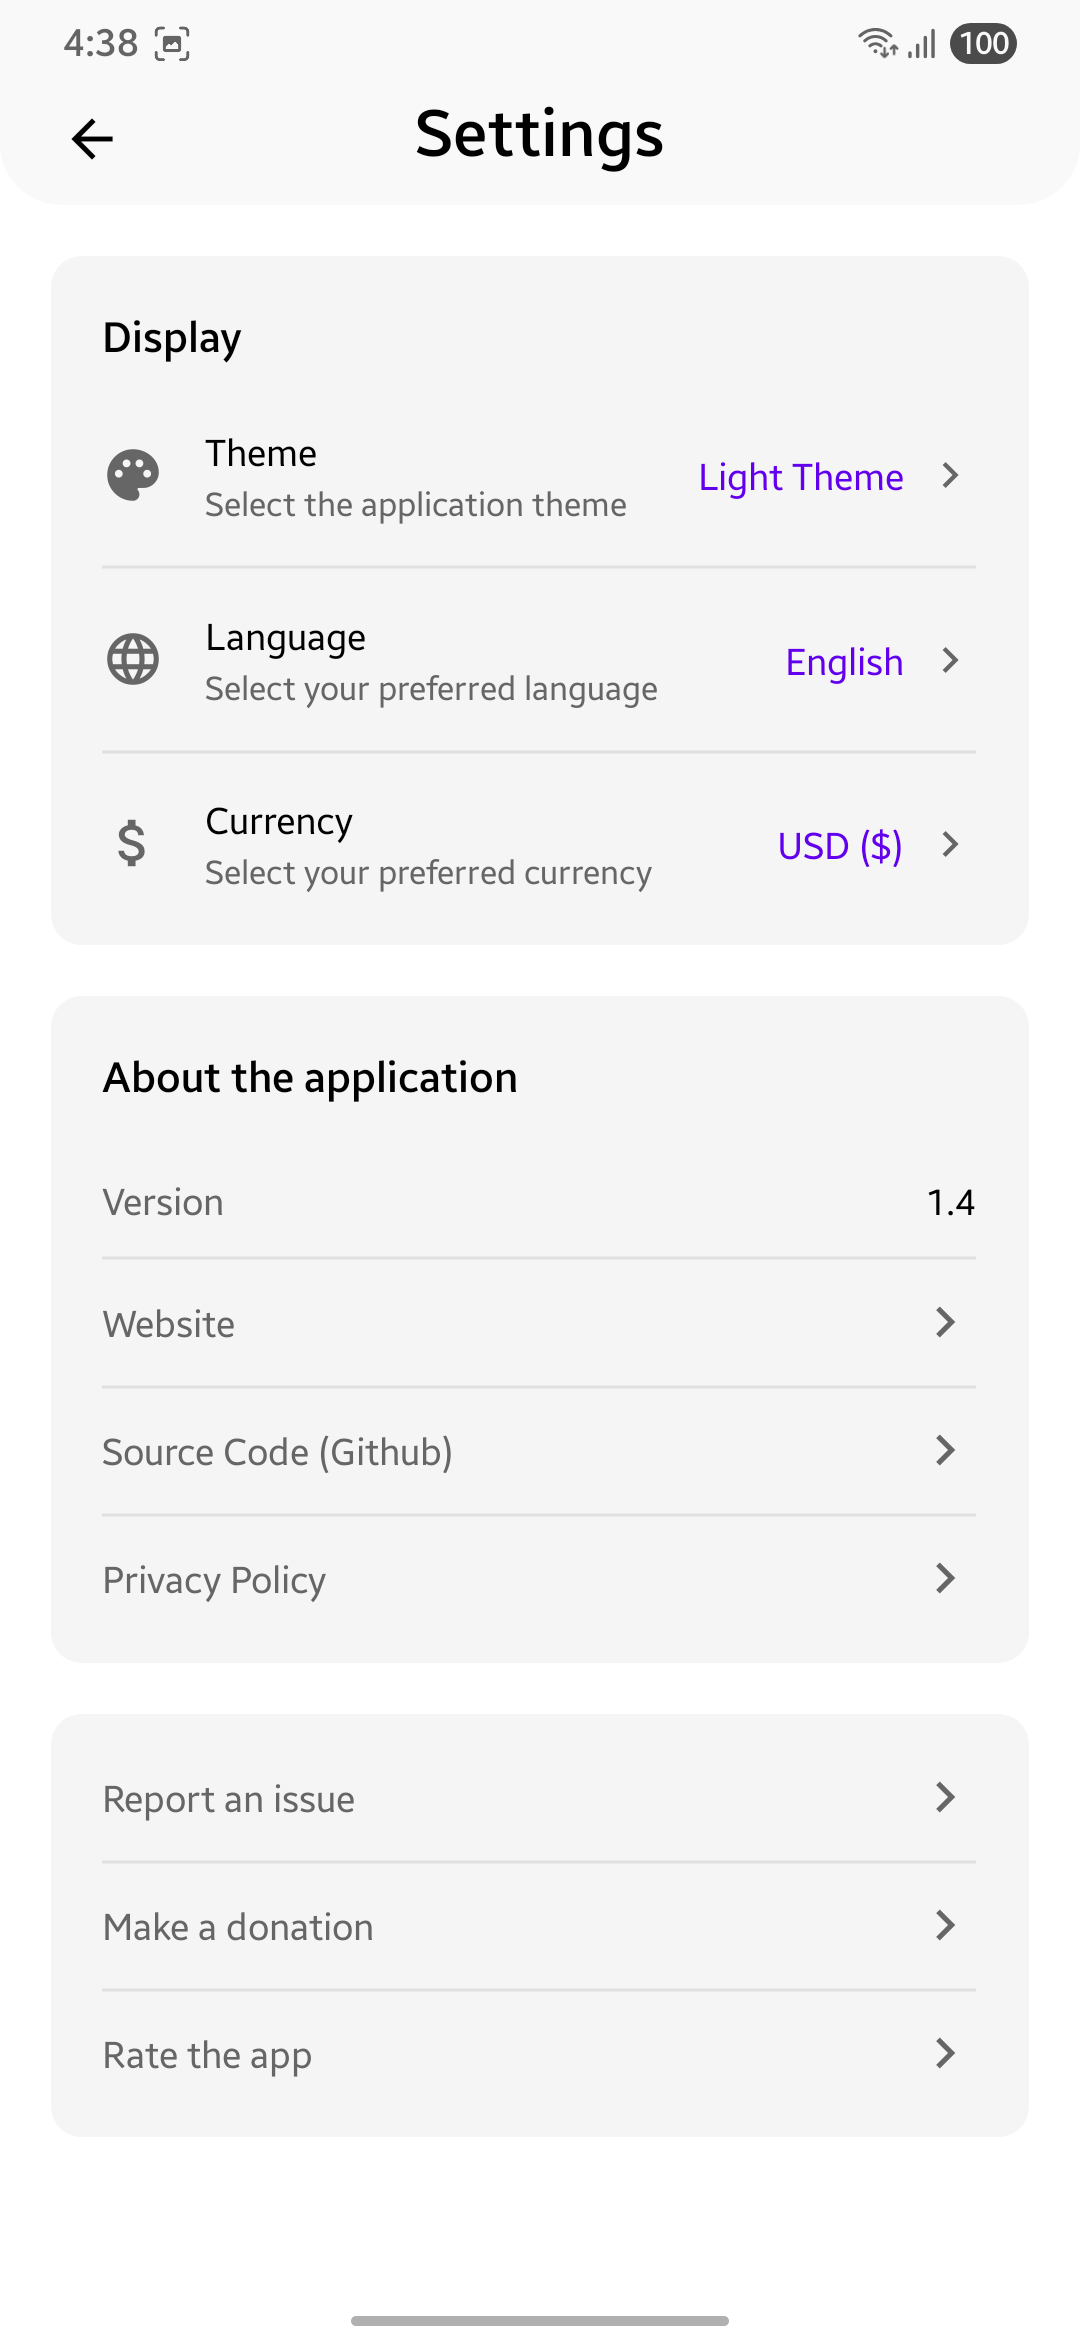 4:38
100
Settings
Display
Theme
Select the application theme
Light Theme
Language
Select your preferred language
English
Currency
Select your preferred currency
USD ($)
About the application
Version
1.4
Website
Source Code (Github)
Privacy Policy
Report an issue
Make a donation
Rate the app